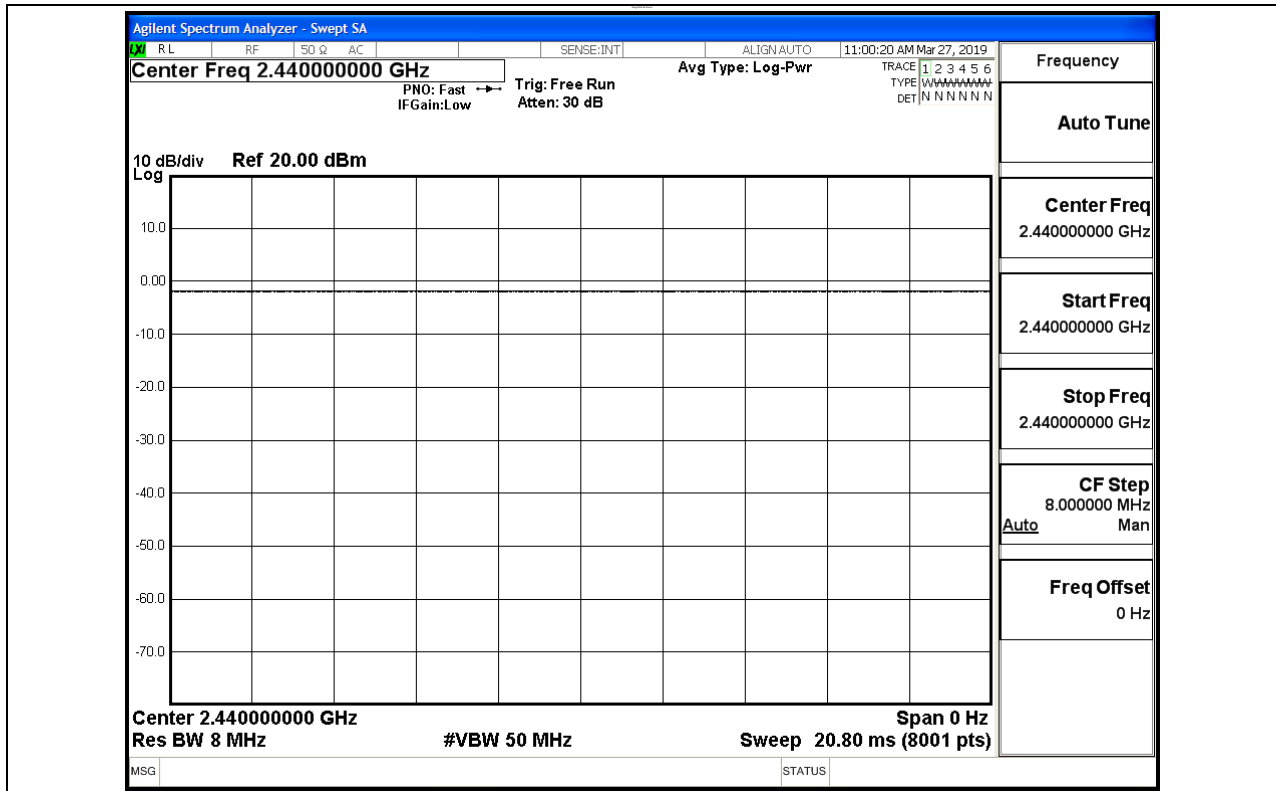 Agilent Spectrum Analyzer - Swept SA
LXI RL RF 50 Ω AC SENSE:INT ALIGN AUTO 11:00:20 AM Mar 27, 2019
Center Freq 2.440000000 GHz
PNO: Fast
IFGain:Low
Trig: Free Run
Atten: 30 dB
Avg Type: Log-Pwr
TRACE 1 2 3 4 5 6
TYPE
DET N N N N N N
10 dB/div Ref 20.00 dBm
Log
10.0
0.00
-10.0
-20.0
-30.0
-40.0
-50.0
-60.0
-70.0
Center 2.440000000 GHz Span 0 Hz
Res BW 8 MHz #VBW 50 MHz Sweep 20.80 ms (8001 pts)
MSG STATUS
Frequency
Auto Tune
Center Freq
2.440000000 GHz
Start Freq
2.440000000 GHz
Stop Freq
2.440000000 GHz
CF Step
8.000000 MHz
Auto Man
Freq Offset
0 Hz